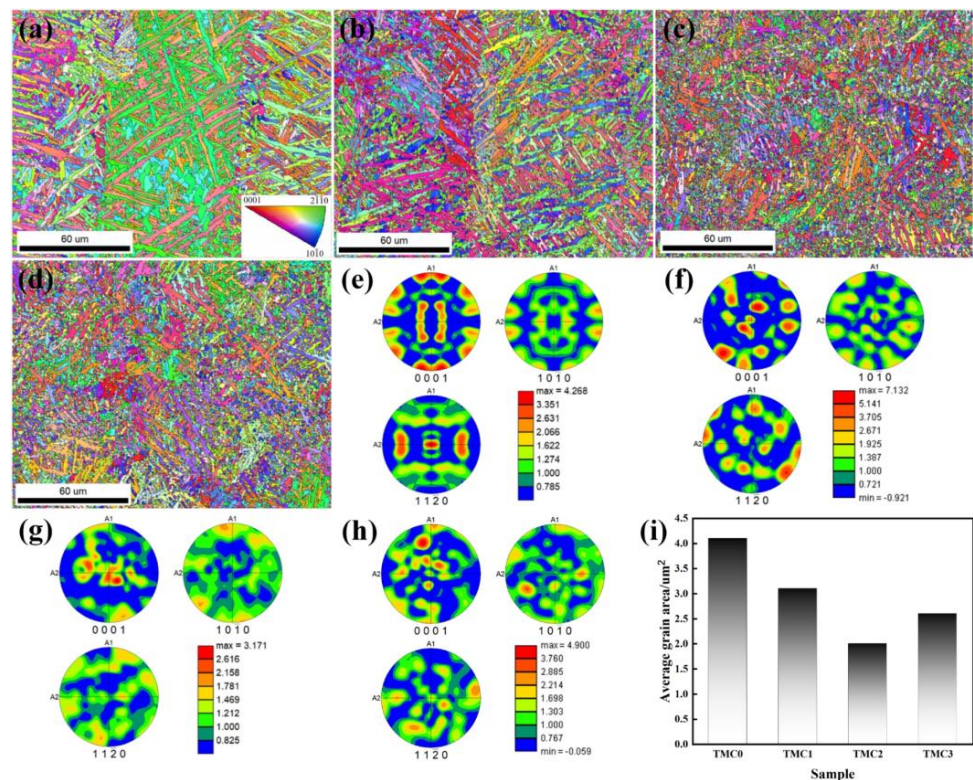 (a)
60 um
0001
2110
1010
(b)
60 um
(c)
60 um
(d)
60 um
(e)
A1
A2
0 0 0 1
A1
1 0 1 0
A1
A2
1 1 2 0
max = 4.268
3.351
2.631
2.066
1.622
1.274
1.000
0.785
(f)
A1
A2
0 0 0 1
A1
1 0 1 0
A1
A2
1 1 2 0
max = 7.132
5.141
3.705
2.671
1.925
1.387
1.000
0.721
min = -0.921
(g)
A1
A2
0 0 0 1
A1
1 0 1 0
A1
A2
1 1 2 0
max = 3.171
2.616
2.158
1.781
1.469
1.212
1.000
0.825
(h)
A1
A2
0 0 0 1
A1
1 0 1 0
A1
A2
1 1 2 0
max = 4.900
3.760
2.885
2.214
1.698
1.303
1.000
0.767
min = -0.059
(i)
Average grain area/um²
4.5
4.0
3.5
3.0
2.5
2.0
1.5
1.0
0.5
0.0
TMC0 TMC1 TMC2 TMC3
Sample